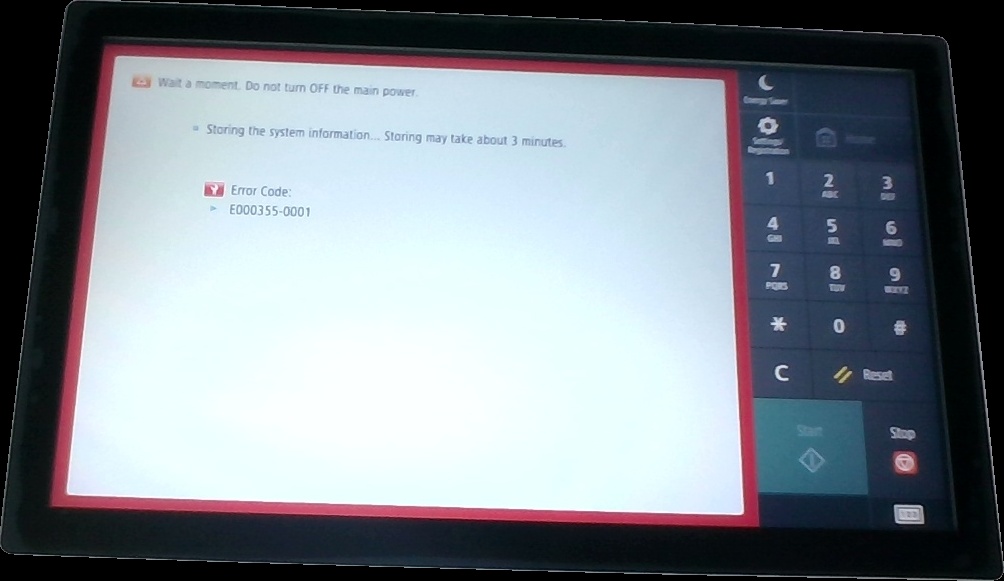 Wait a moment. Do not turn OFF the main power.
Storing the system information... Storing may take about 3 minutes.
Error Code:
E000355-0001
Energy Saver
Settings/
Registration
1
2
ABC
3
DEF
4
GHI
5
JKL
6
MNO
7
PQRS
8
TUV
9
WXYZ
*
0
#
C
Reset
Start
Stop
123